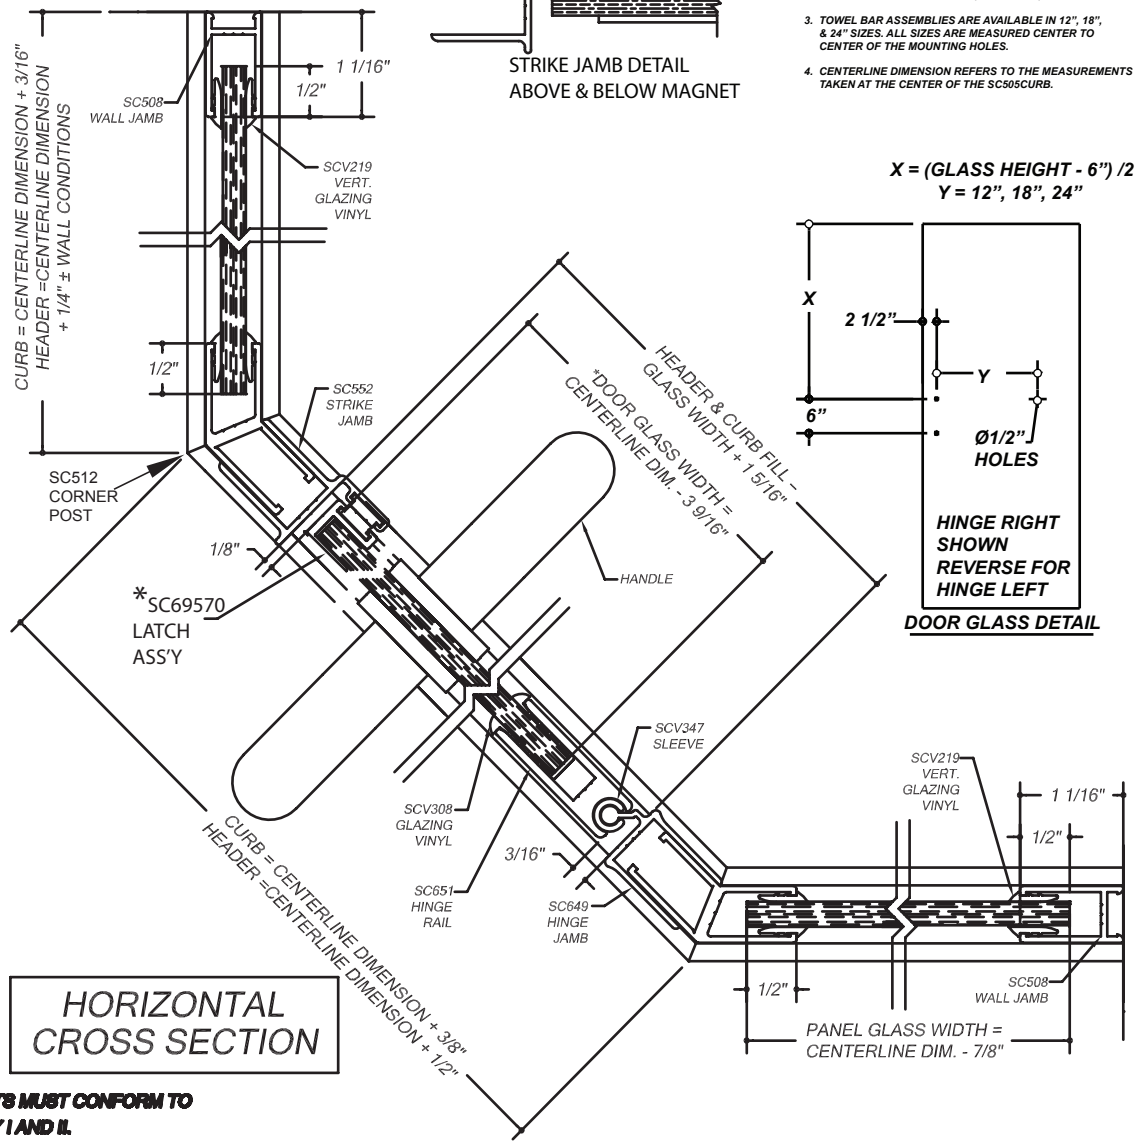 3. TOWEL BAR ASSEMBLIES ARE AVAILABLE IN 12”, 18”,
& 24” SIZES. ALL SIZES ARE MEASURED CENTER TO
CENTER OF THE MOUNTING HOLES.
4. CENTERLINE DIMENSION REFERS TO THE MEASUREMENTS
TAKEN AT THE CENTER OF THE SC505CURB.
STRIKE JAMB DETAIL
ABOVE & BELOW MAGNET
CURB = CENTERLINE DIMENSION + 3/16"
HEADER =CENTERLINE DIMENSION
+ 1/4" ± WALL CONDITIONS
1 1/16"
1/2"
SC508
WALL JAMB
SCV219
VERT.
GLAZING
VINYL
1/2"
SC552
STRIKE
JAMB
SC512
CORNER
POST
1/8"
*SC69570
LATCH
ASS'Y
HEADER & CURB FILL -
GLASS WIDTH + 1 5/16"
*DOOR GLASS WIDTH =
CENTERLINE DIM. - 3 9/16"
HANDLE
X = (GLASS HEIGHT - 6”) /2
Y = 12”, 18”, 24”
X
2 1/2”
Y
6”
Ø1/2”
HOLES
HINGE RIGHT
SHOWN
REVERSE FOR
HINGE LEFT
DOOR GLASS DETAIL
SCV347
SLEEVE
SCV308
GLAZING
VINYL
3/16"
SC651
HINGE
RAIL
SC649
HINGE
JAMB
CURB = CENTERLINE DIMENSION + 3/8"
HEADER =CENTERLINE DIMENSION + 1/2"
SCV219
VERT.
GLAZING
VINYL
1 1/16"
1/2"
1/2"
SC508
WALL JAMB
PANEL GLASS WIDTH =
CENTERLINE DIM. - 7/8"
HORIZONTAL
CROSS SECTION
MUST CONFORM TO
I AND II.